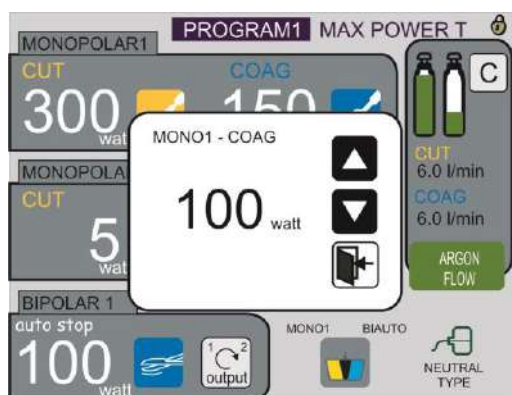 PROGRAM1 MAX POWER T
MONOPOLAR1
CUT
COAG
300
watt
150
C
MONO1 - COAG
100 watt
MONOPOLA
CUT
5
wat
CUT
6.0 l/min
COAG
6.0 l/min
ARGON
FLOW
BIPOLAR 1
auto stop
100
watt
1 2
output
MONO1
BIAUTO
NEUTRAL
TYPE